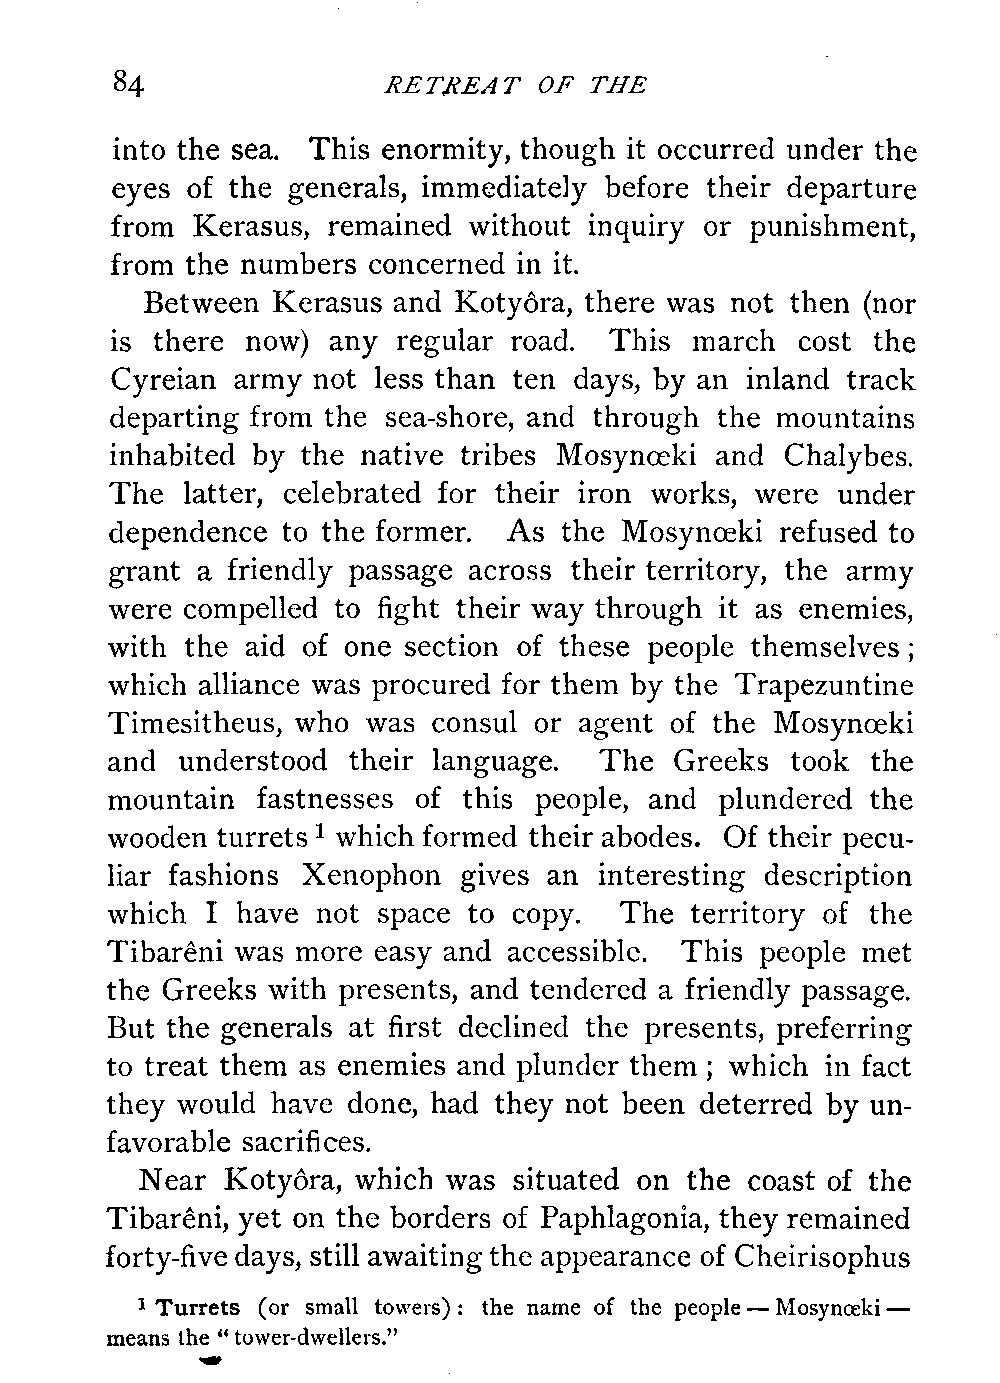 84 RETREAT OF THE
into the sea. This enormity, though it occurred under the
eyes of the generals, immediately before their departure
from Kerasus, remained without inquiry or punishment,
from the numbers concerned in it.
Between Kerasus and Kotyôra, there was not then (nor
is there now) any regular road. This march cost the
Cyreian army not less than ten days, by an inland track
departing from the sea-shore, and through the mountains
inhabited by the native tribes Mosynœki and Chalybes.
The latter, celebrated for their iron works, were under
dependence to the former. As the Mosynœki refused to
grant a friendly passage across their territory, the army
were compelled to fight their way through it as enemies,
with the aid of one section of these people themselves ;
which alliance was procured for them by the Trapezuntine
Timesitheus, who was consul or agent of the Mosynœki
and understood their language. The Greeks took the
mountain fastnesses of this people, and plundered the
wooden turrets ¹ which formed their abodes. Of their pecu-
liar fashions Xenophon gives an interesting description
which I have not space to copy. The territory of the
Tibarêni was more easy and accessible. This people met
the Greeks with presents, and tendered a friendly passage.
But the generals at first declined the presents, preferring
to treat them as enemies and plunder them ; which in fact
they would have done, had they not been deterred by un-
favorable sacrifices.
Near Kotyôra, which was situated on the coast of the
Tibarêni, yet on the borders of Paphlagonia, they remained
forty-five days, still awaiting the appearance of Cheirisophus
¹ Turrets (or small towers) : the name of the people — Mosynœki —
means the “ tower-dwellers.”